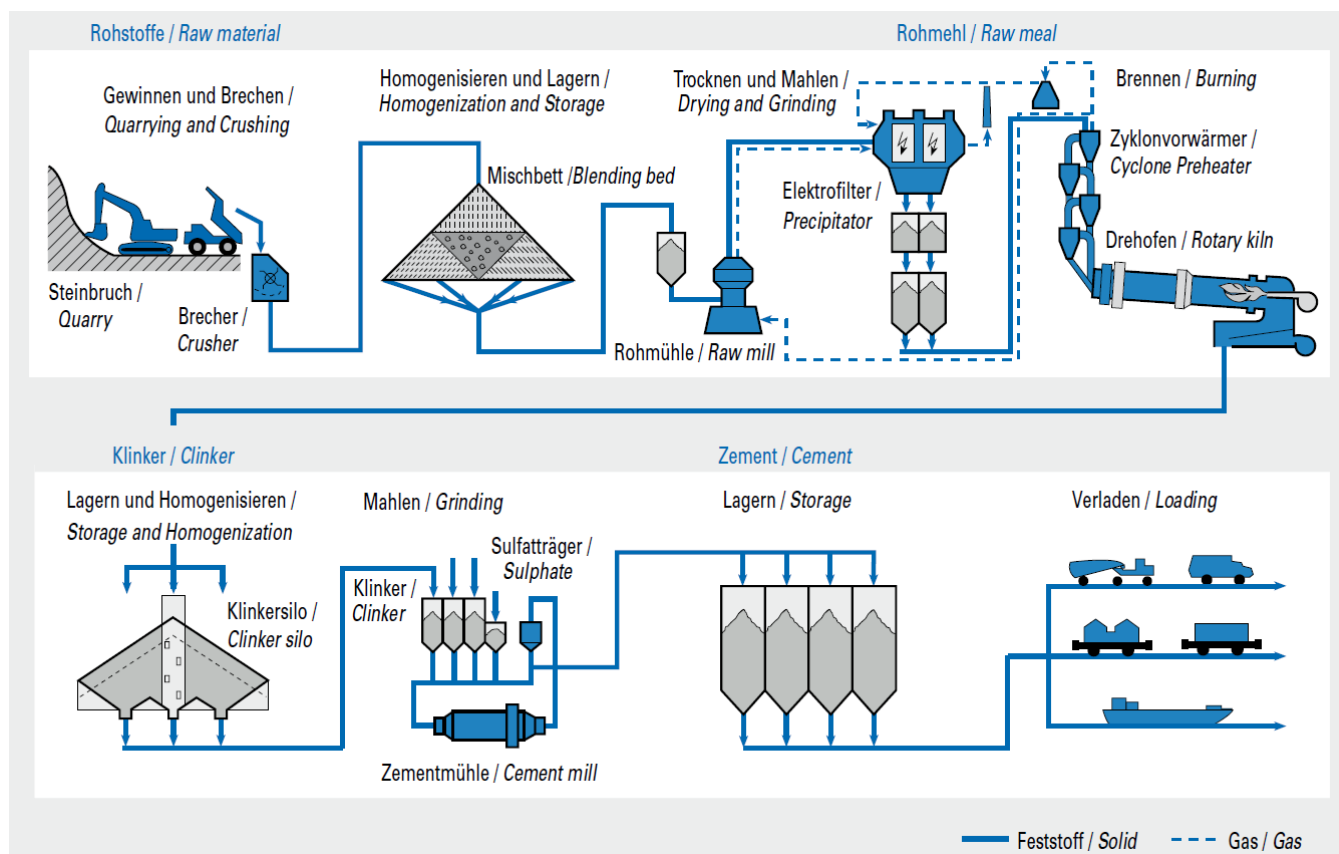 Rohstoffe / Raw material
Rohmehl / Raw meal
Gewinnen und Brechen /
Quarrying and Crushing
Homogenisieren und Lagern /
Homogenization and Storage
Trocknen und Mahlen /
Drying and Grinding
Brennen / Burning
Zyklonvorwärmer /
Cyclone Preheater
Mischbett /Blending bed
Elektrofilter /
Precipitator
Drehofen / Rotary kiln
Steinbruch /
Quarry
Brecher /
Crusher
Rohmühle / Raw mill
Klinker / Clinker
Zement / Cement
Lagern und Homogenisieren /
Storage and Homogenization
Mahlen / Grinding
Lagern / Storage
Verladen / Loading
Sulfatträger /
Sulphate
Klinker /
Clinker
Klinkersilo /
Clinker silo
Zementmühle / Cement mill
Feststoff / Solid
Gas / Gas